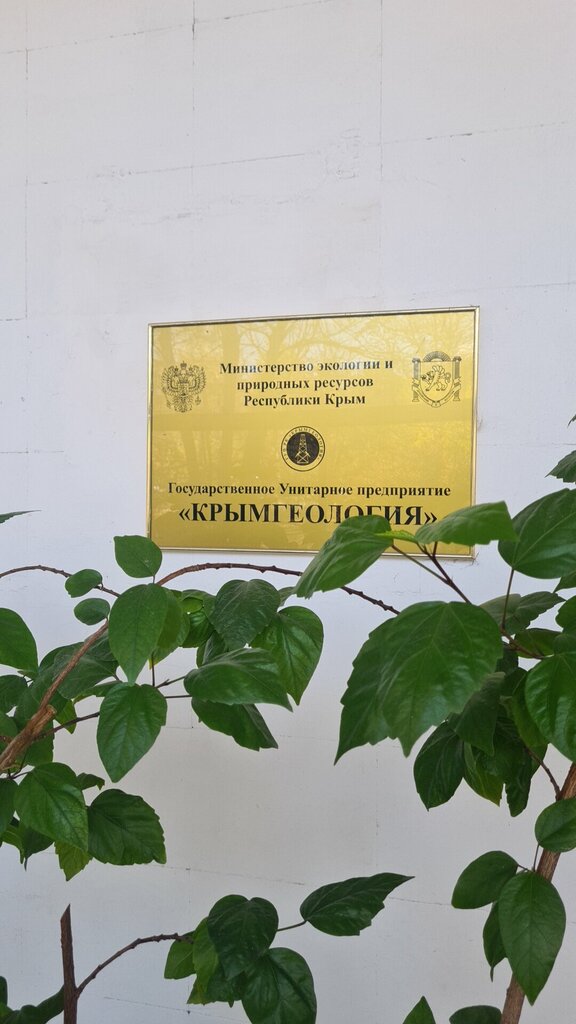 Министерство экологии и
природных ресурсов
Республики Крым
Государственное Унитарное предприятие
«КРЫМГЕОЛОГИЯ»